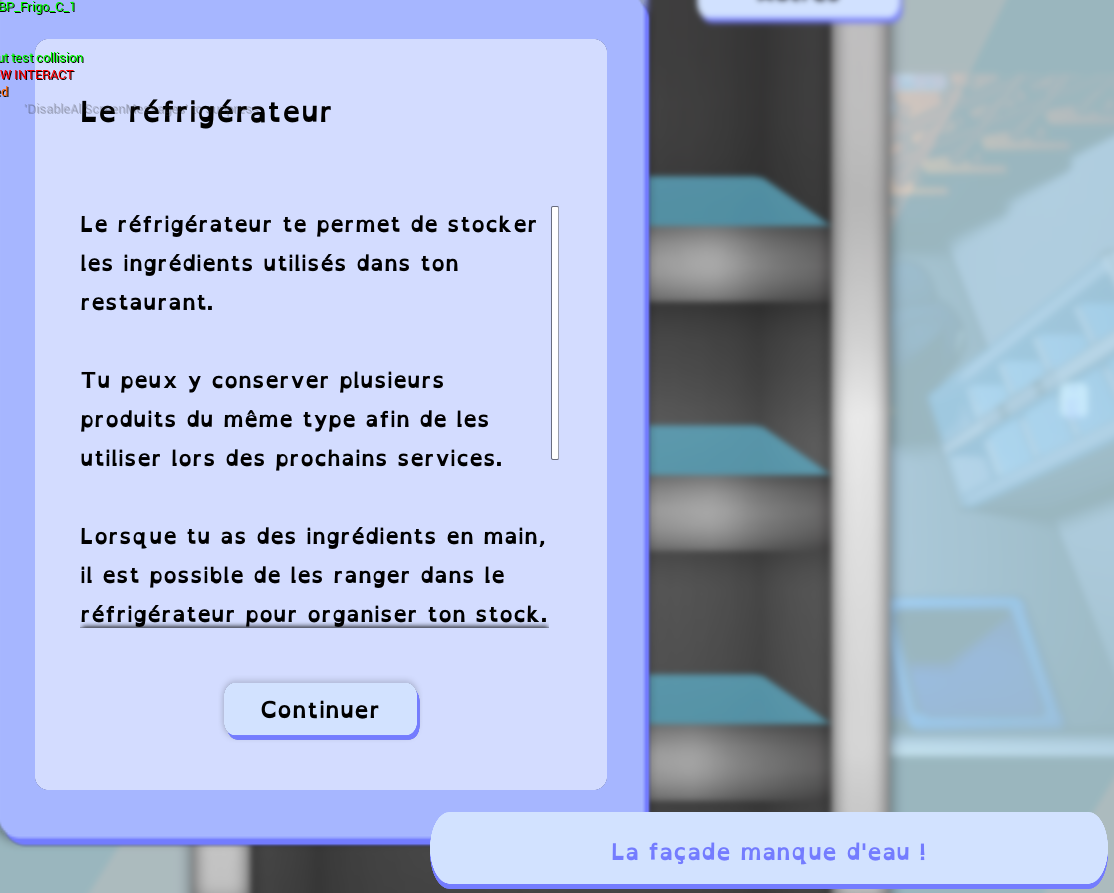 BP_Frigo_C_1
ut test collision
W INTERACT
ed
Le réfrigérateur
Le réfrigérateur te permet de stocker
les ingrédients utilisés dans ton
restaurant.
Tu peux y conserver plusieurs
produits du même type afin de les
utiliser lors des prochains services.
Lorsque tu as des ingrédients en main,
il est possible de les ranger dans le
réfrigérateur pour organiser ton stock.
Continuer
La façade manque d'eau !